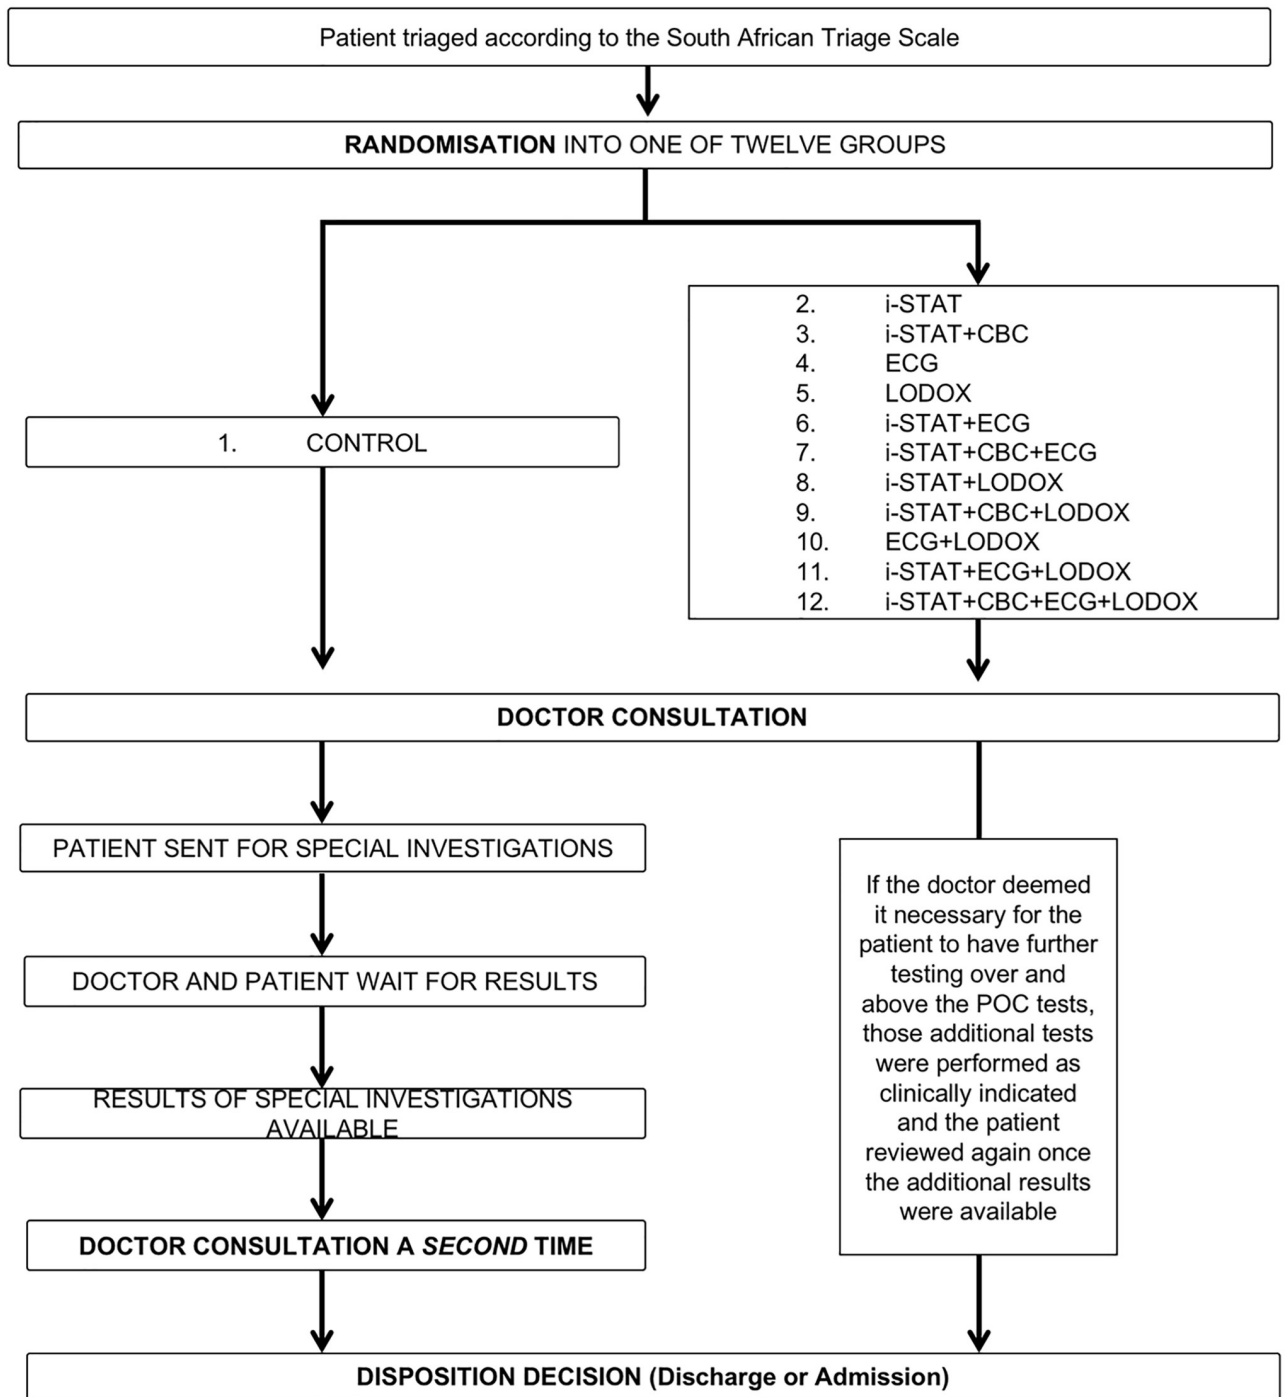 Patient triaged according to the South African Triage Scale
RANDOMISATION INTO ONE OF TWELVE GROUPS
1. CONTROL
2. i-STAT
3. i-STAT+CBC
4. ECG
5. LODOX
6. i-STAT+ECG
7. i-STAT+CBC+ECG
8. i-STAT+LODOX
9. i-STAT+CBC+LODOX
10. ECG+LODOX
11. i-STAT+ECG+LODOX
12. i-STAT+CBC+ECG+LODOX
DOCTOR CONSULTATION
PATIENT SENT FOR SPECIAL INVESTIGATIONS
DOCTOR AND PATIENT WAIT FOR RESULTS
RESULTS OF SPECIAL INVESTIGATIONS
AVAILABLE
DOCTOR CONSULTATION A SECOND TIME
If the doctor deemed
it necessary for the
patient to have further
testing over and
above the POC tests,
those additional tests
were performed as
clinically indicated
and the patient
reviewed again once
the additional results
were available
DISPOSITION DECISION (Discharge or Admission)